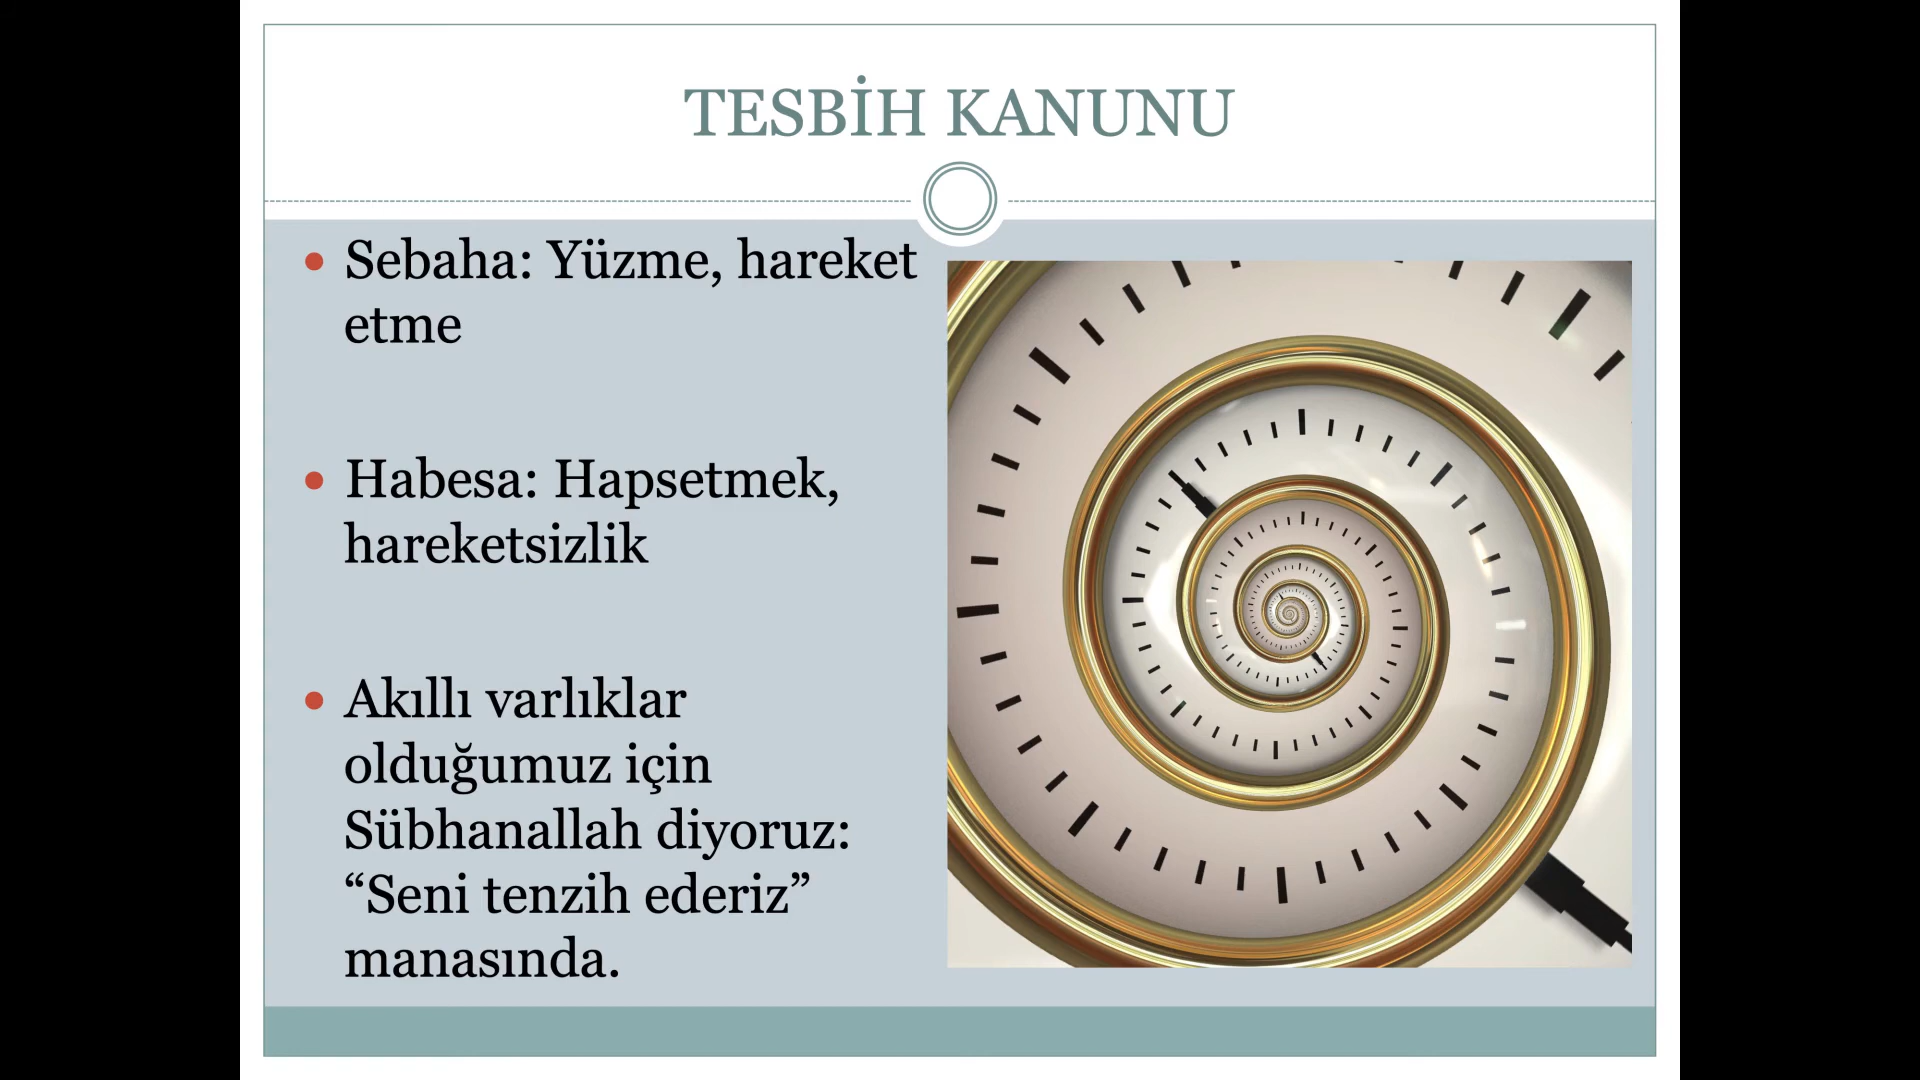 TESBİH KANUNU
Sebaha: Yüzme, hareket
etme
Habesa: Hapsetmek,
hareketsizlik
Akıllı varlıklar
olduğumuz için
Sübhanallah diyoruz:
“Seni tenzih ederiz”
manasında.